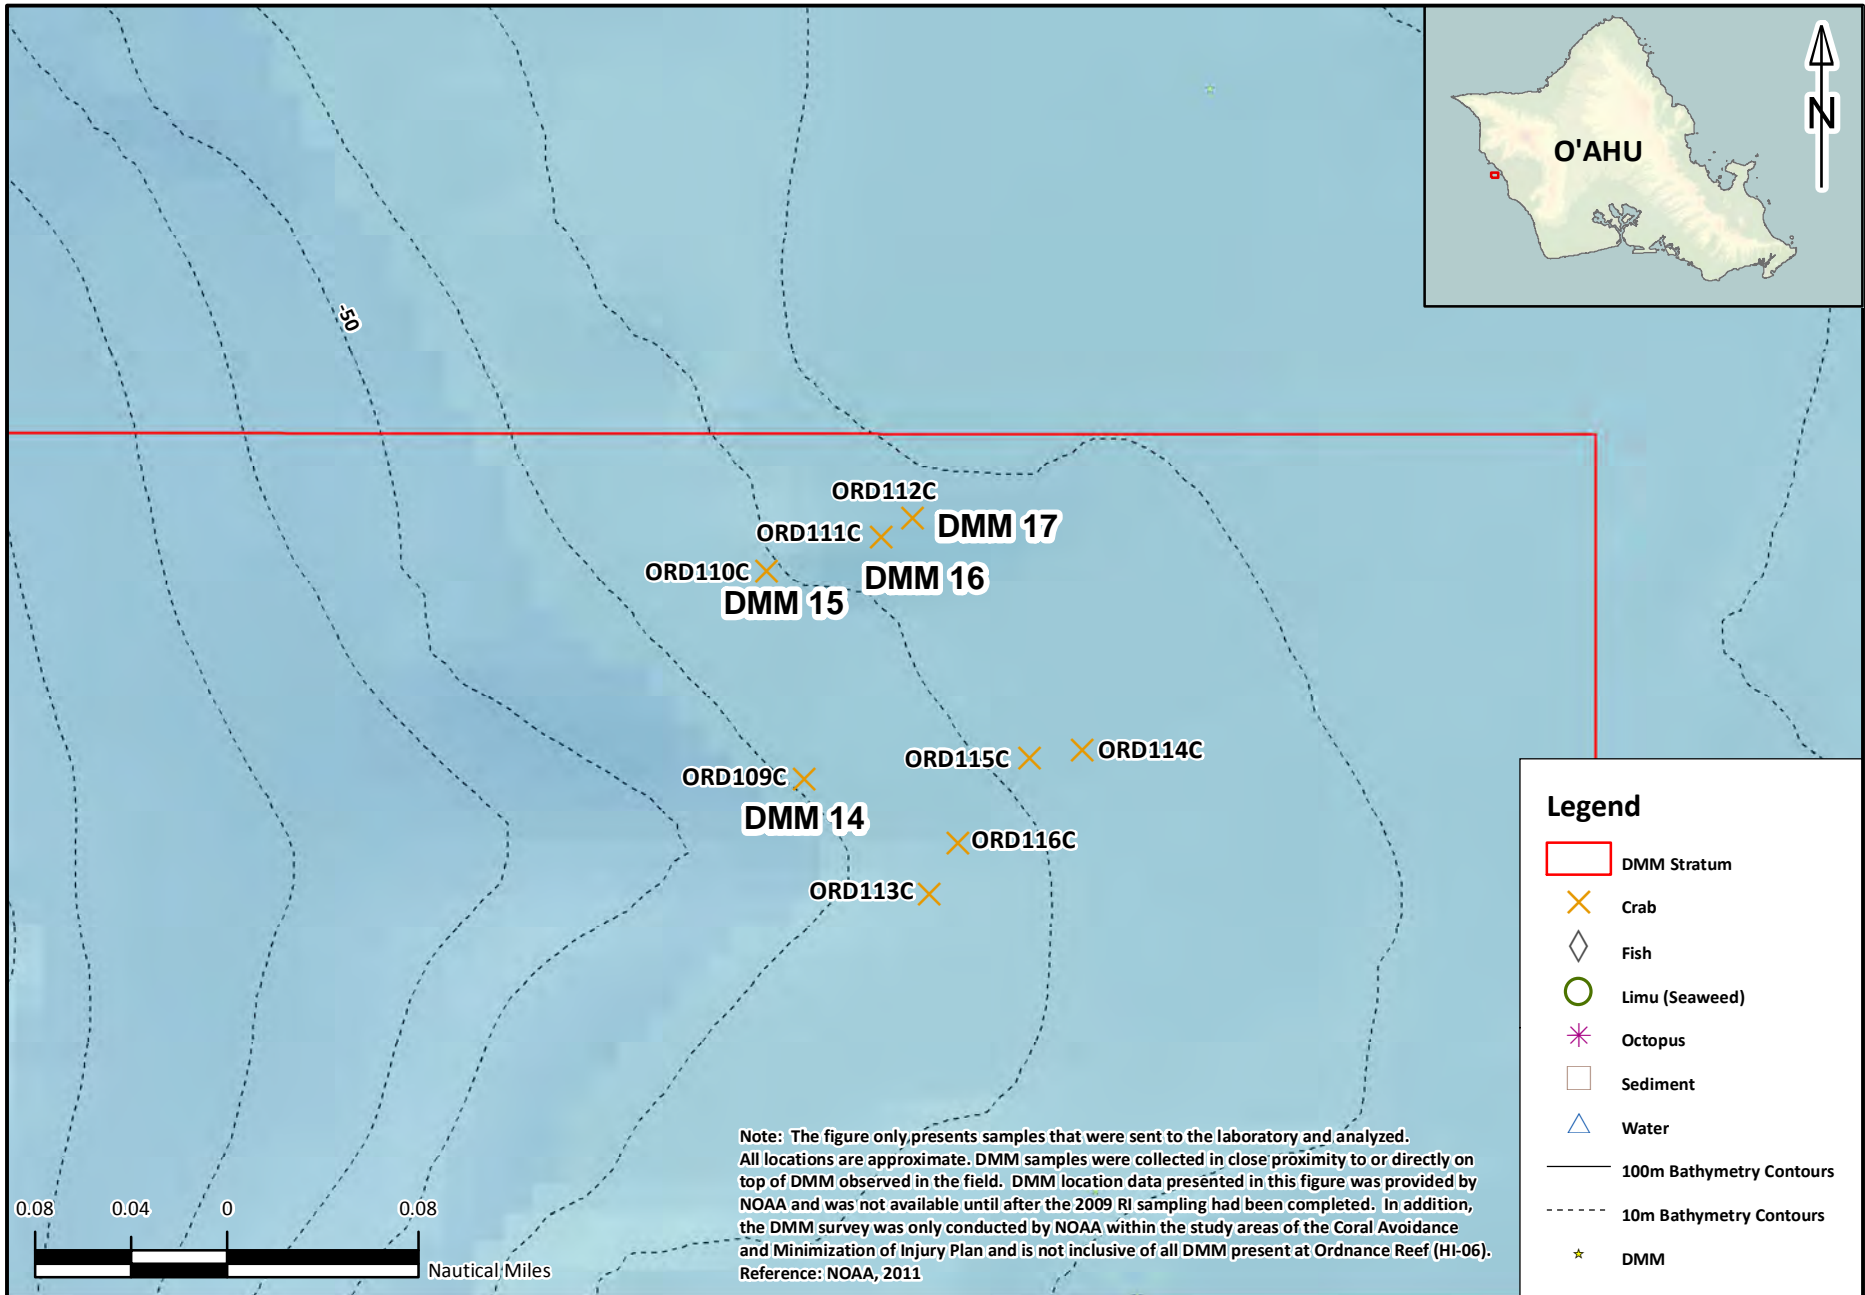 O'AHU
N
-50
ORD112C
DMM 17
ORD111C
ORD110C
DMM 16
DMM 15
ORD115C
ORD114C
ORD109C
DMM 14
ORD116C
ORD113C
Legend
DMM Stratum
Crab
Fish
Limu (Seaweed)
Octopus
Sediment
Water
100m Bathymetry Contours
10m Bathymetry Contours
DMM
Note: The figure only presents samples that were sent to the laboratory and analyzed.
All locations are approximate. DMM samples were collected in close proximity to or directly on
top of DMM observed in the field. DMM location data presented in this figure was provided by
NOAA and was not available until after the 2009 RI sampling had been completed. In addition,
the DMM survey was only conducted by NOAA within the study areas of the Coral Avoidance
and Minimization of Injury Plan and is not inclusive of all DMM present at Ordnance Reef (HI-06).
Reference: NOAA, 2011
0.08 0.04 0 0.08
Nautical Miles